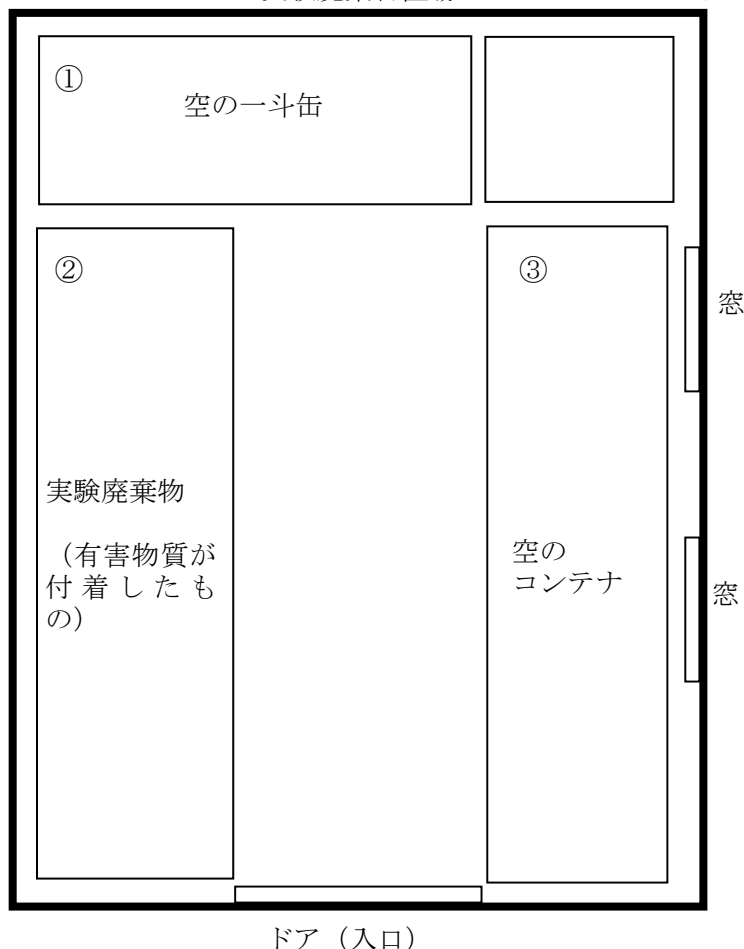 ①
空の一斗缶
②
③
窓
実験廃棄物
（有害物質が
付着したも
の）
空の
コンテナ
窓
ドア（入口）